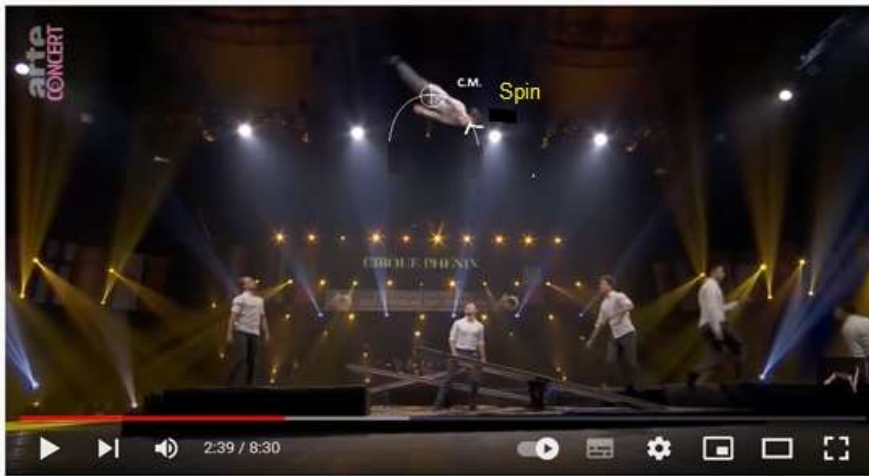 arte
CONCERT
C.M.
Spin
CIRQUE PHENIX
2:39 / 8:30